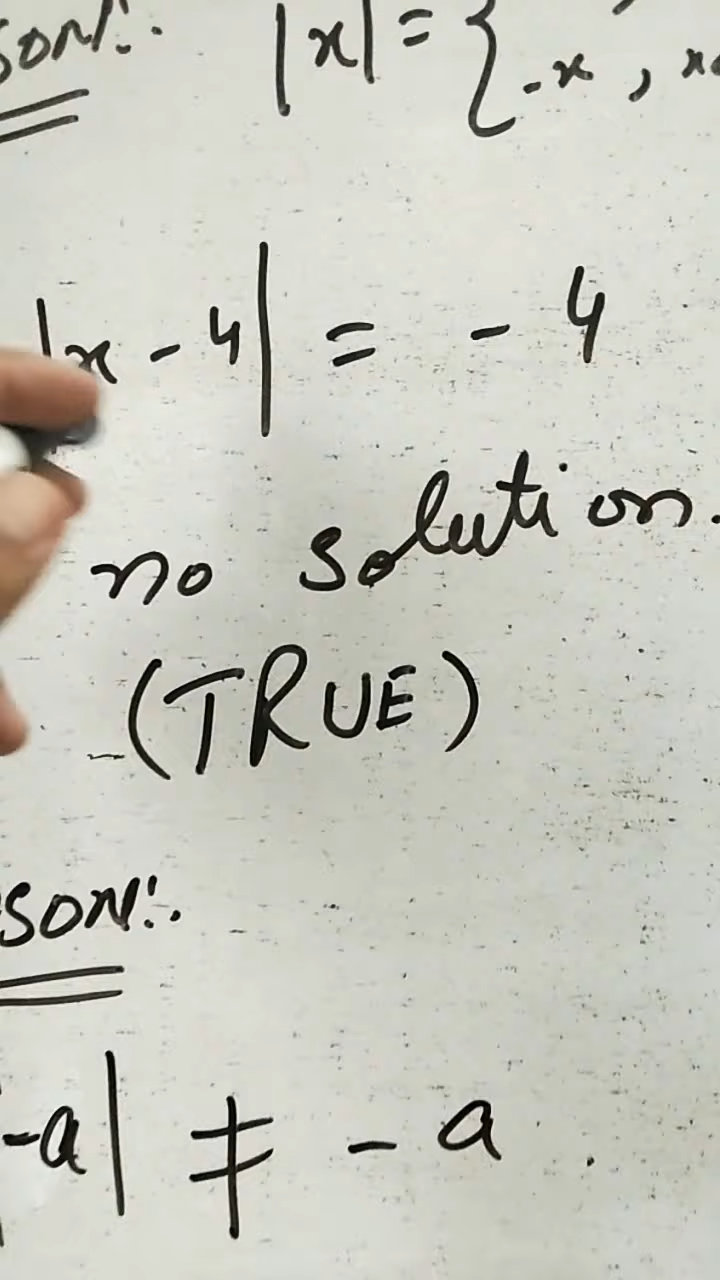 SON:.
|x| = { -x , x
|x - 4| = - 4
no solution.
(TRUE)
SON:.
-a| ≠ - a .